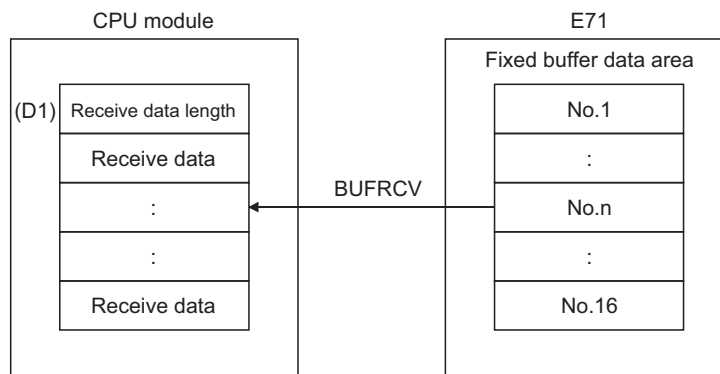 CPU module
E71
Fixed buffer data area
(D1) Receive data length
No.1
Receive data
:
:
BUFRCV
No.n
:
:
Receive data
No.16